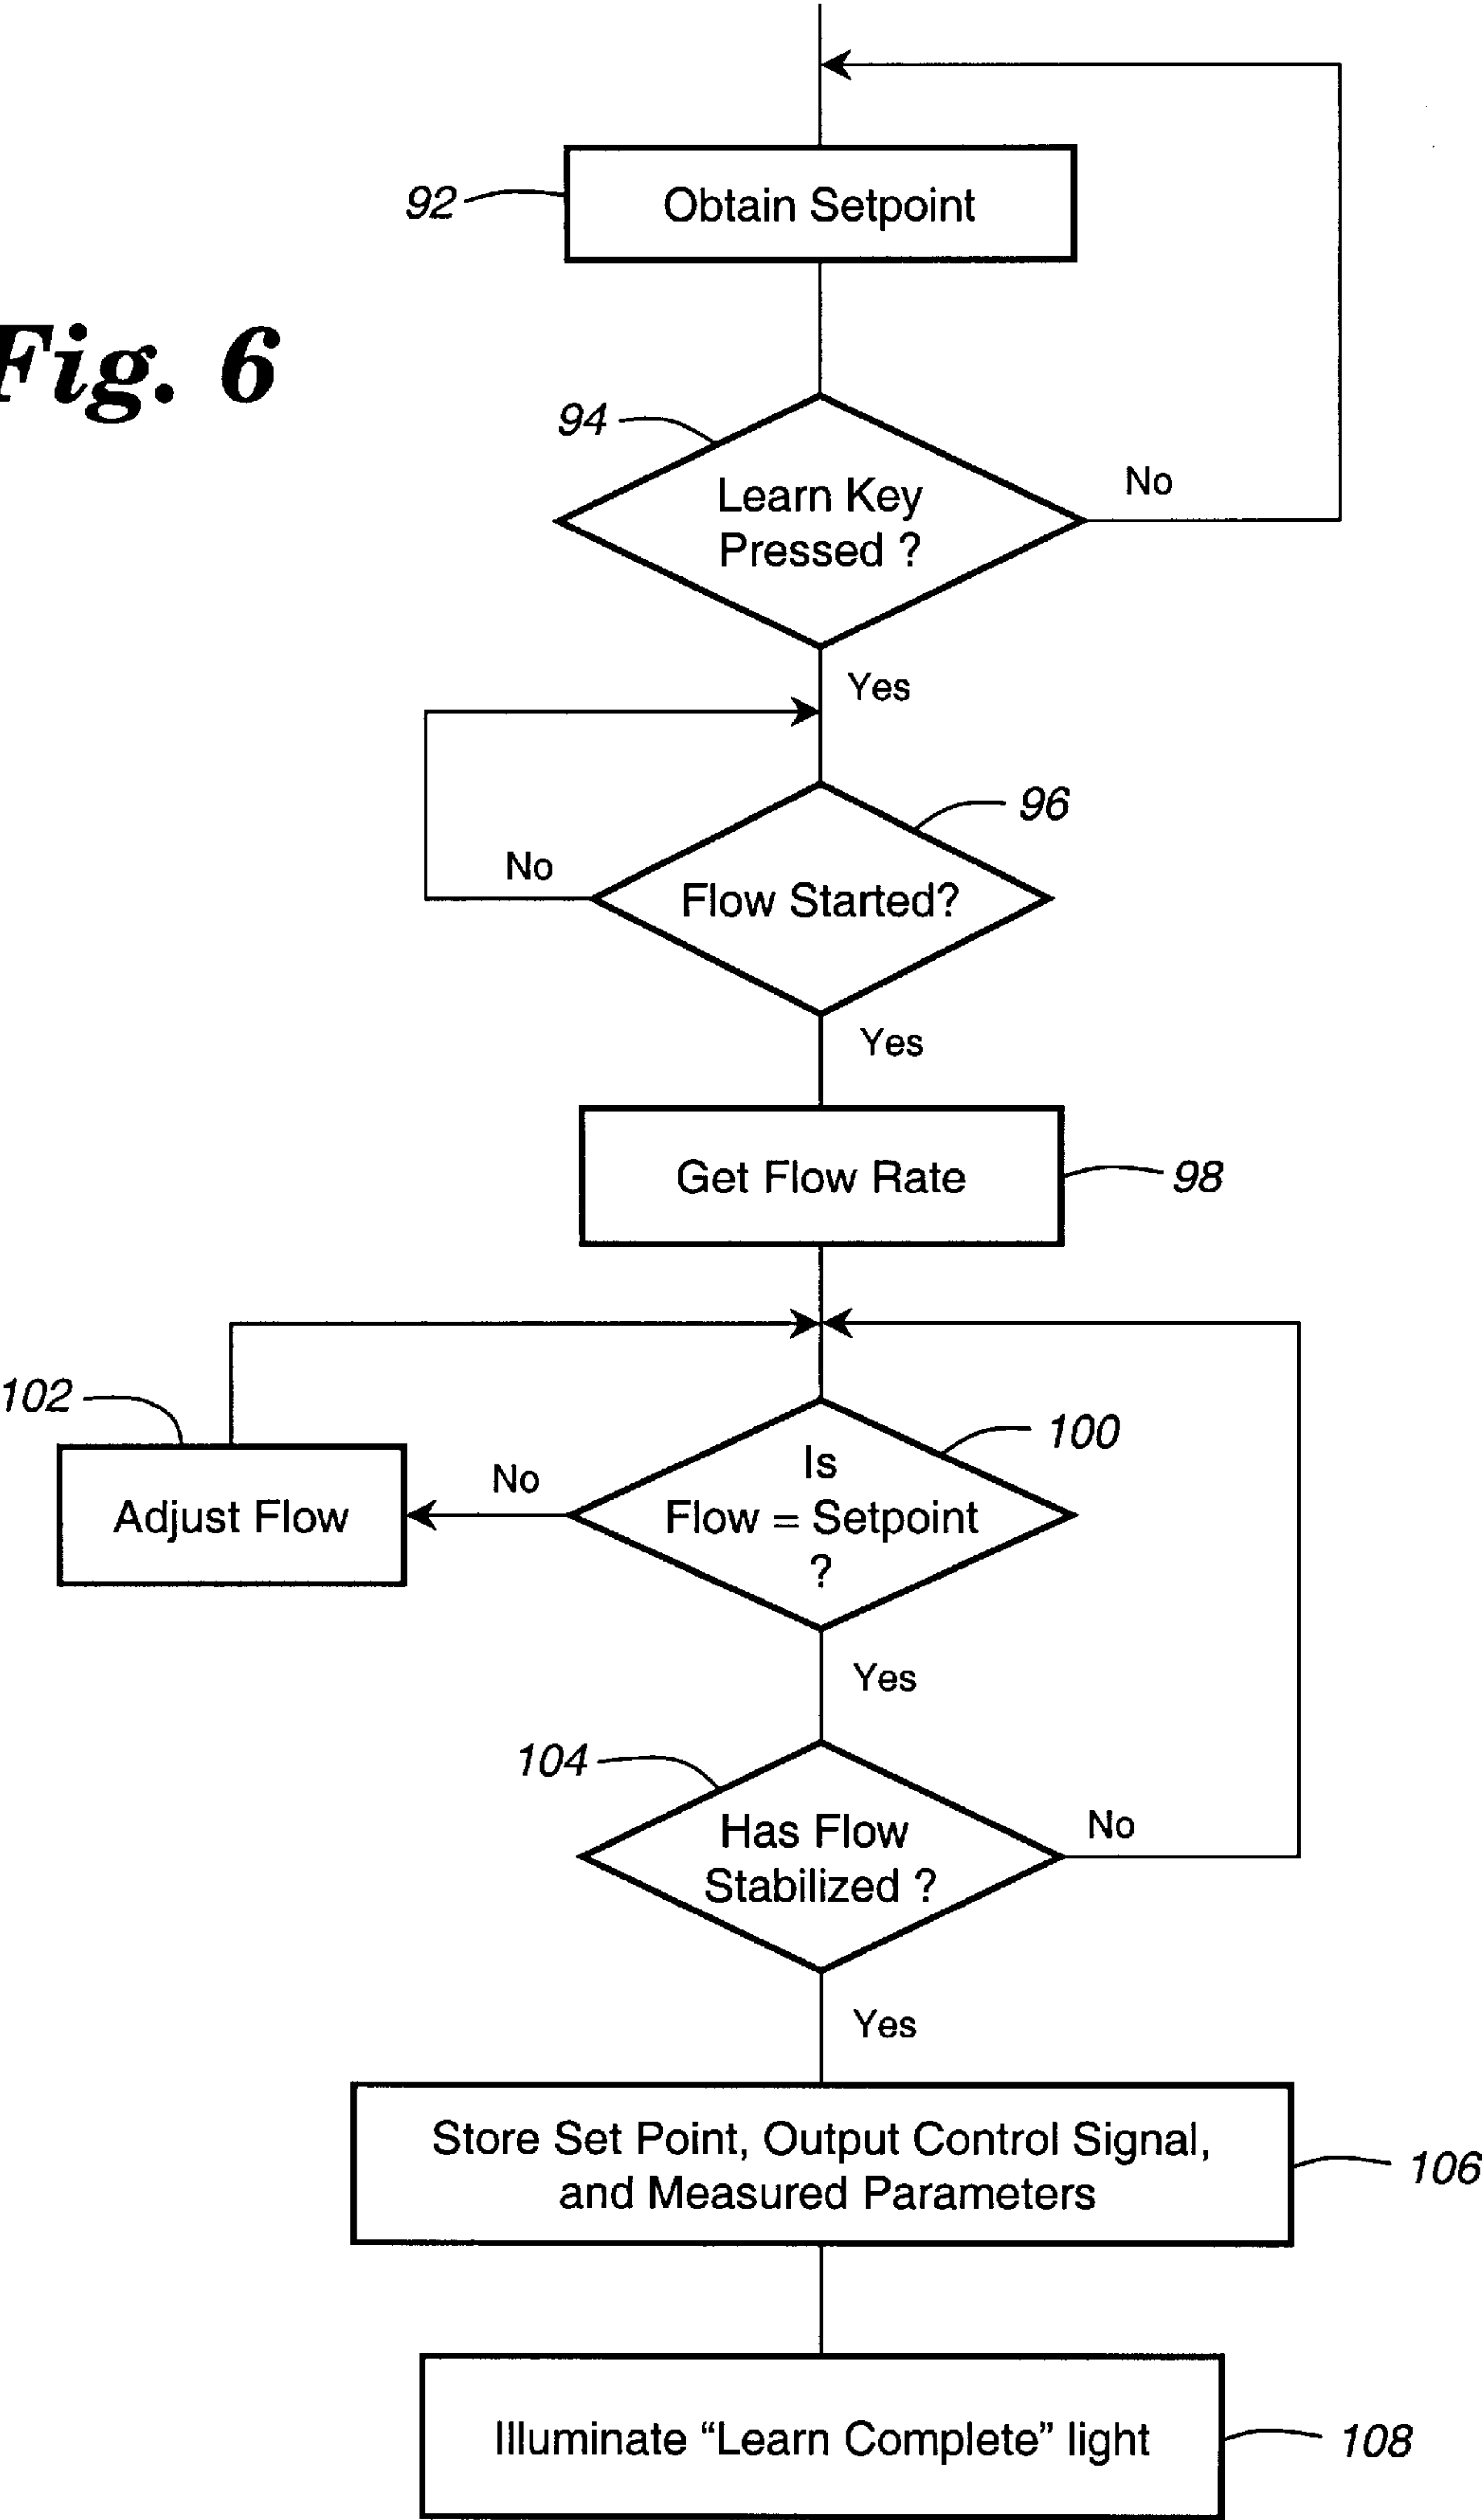 92
Obtain Setpoint
Fig. 6
94
Learn Key
Pressed ?
No
Yes
96
No
Flow Started?
Yes
Get Flow Rate
98
102
100
Is
No
Adjust Flow
Flow = Setpoint
?
Yes
104
Has Flow
No
Stabilized ?
Yes
Store Set Point, Output Control Signal,
and Measured Parameters
106
Illuminate “Learn Complete” light
108